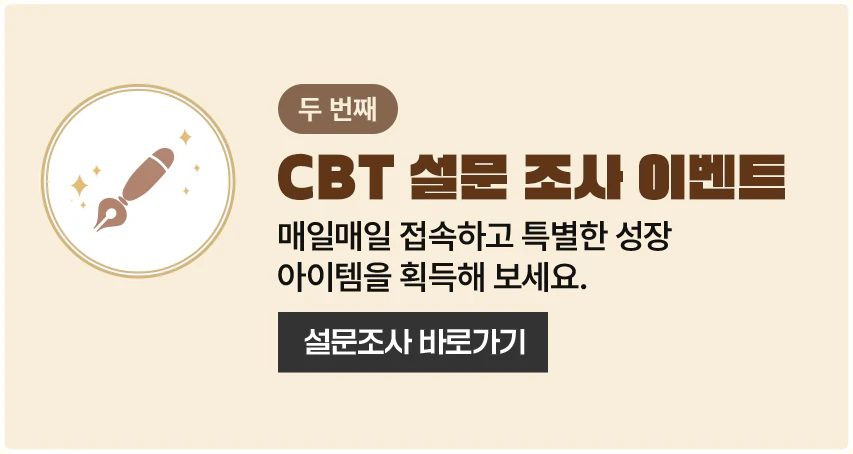 두 번째
CBT 설문 조사 이벤트
매일매일 접속하고 특별한 성장
아이템을 획득해 보세요.
설문조사 바로가기